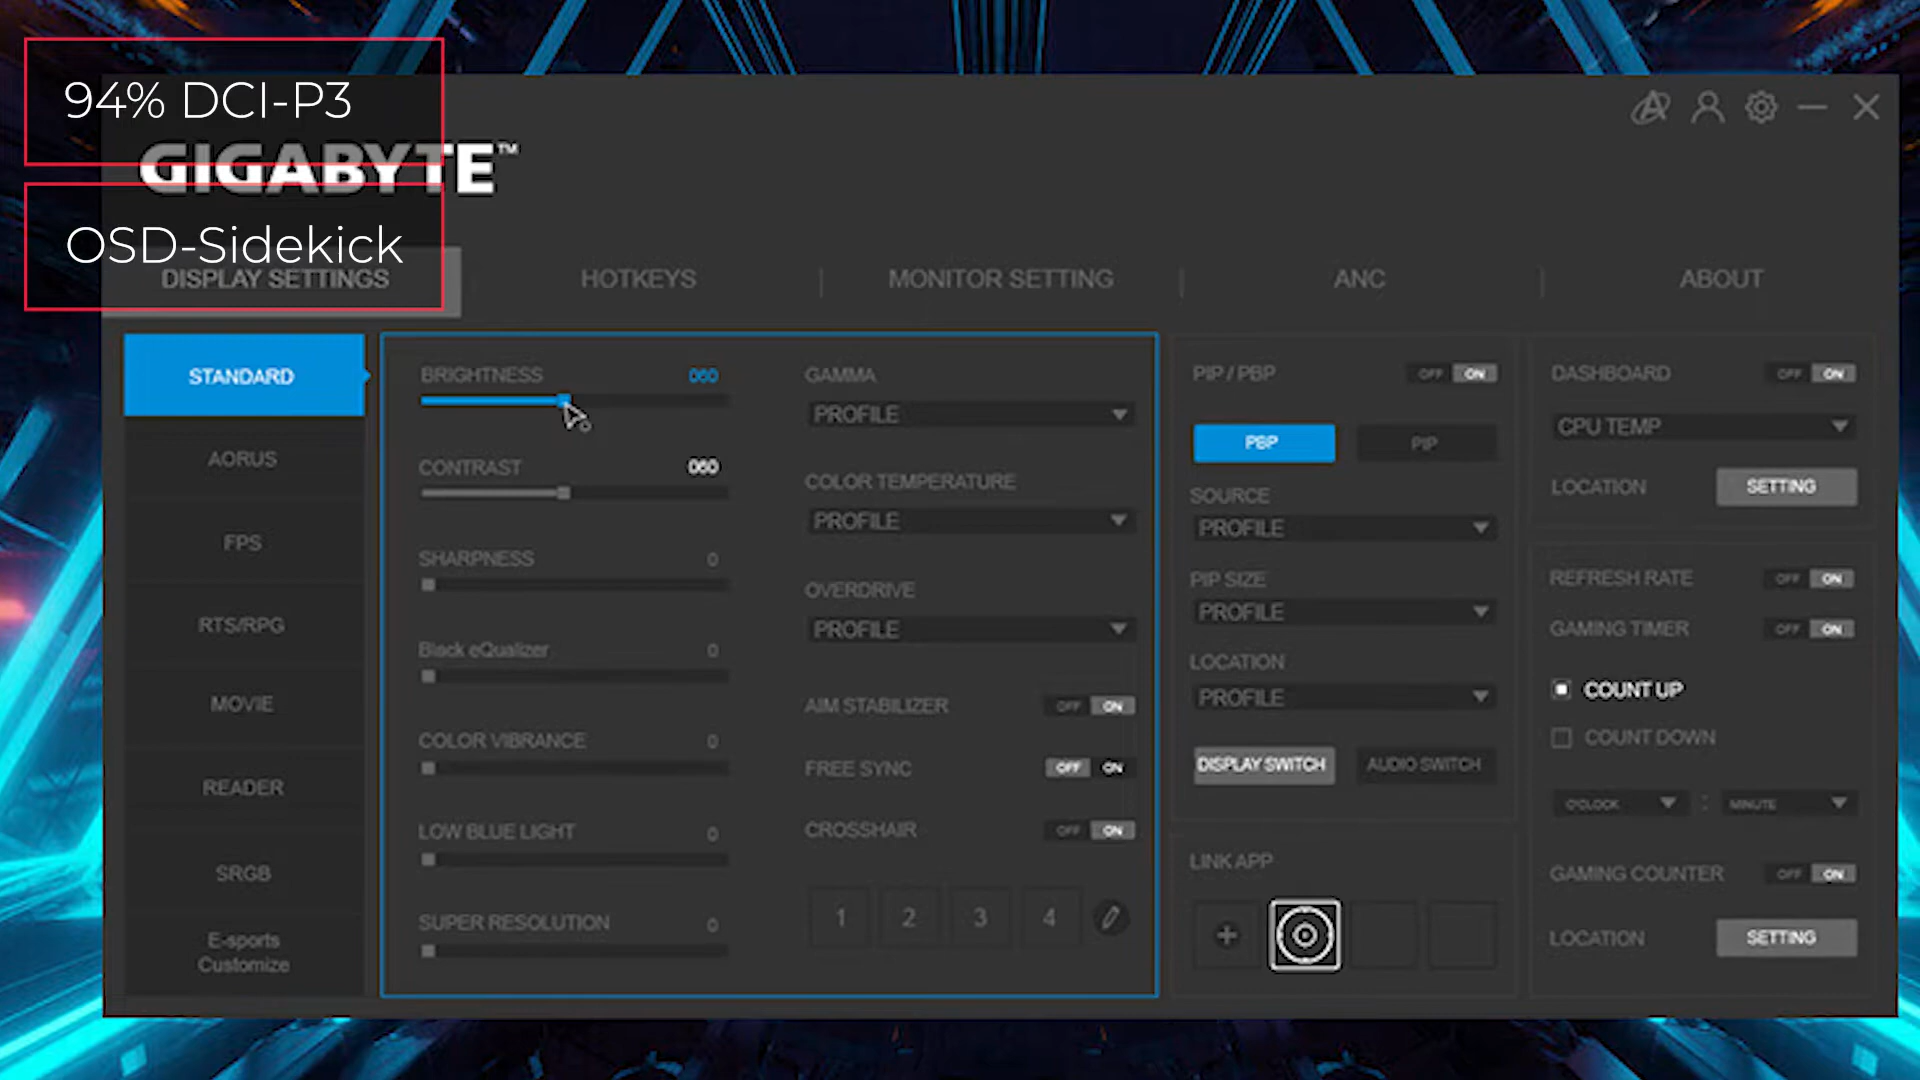 94% DCI-P3
GIGABYTE™
OSD-Sidekick
DISPLAY SETTINGS
HOTKEYS
MONITOR SETTING
ANC
ABOUT
STANDARD
AORUS
FPS
RTS/RPG
MOVIE
READER
SRGB
E-sports
Customize
BRIGHTNESS 060
CONTRAST 060
SHARPNESS 0
Black eQualizer 0
COLOR VIBRANCE 0
LOW BLUE LIGHT 0
SUPER RESOLUTION 0
GAMMA
PROFILE
COLOR TEMPERATURE
PROFILE
OVERDRIVE
PROFILE
AIM STABILIZER OFF ON
FREE SYNC OFF ON
CROSSHAIR OFF ON
1 2 3 4
PIP / PBP OFF ON
PBP PIP
SOURCE
PROFILE
PIP SIZE
PROFILE
LOCATION
PROFILE
DISPLAY SWITCH AUDIO SWITCH
LINK APP
+
DASHBOARD OFF ON
CPU TEMP
LOCATION SETTING
REFRESH RATE OFF ON
GAMING TIMER OFF ON
COUNT UP
COUNT DOWN
O'CLOCK : MINUTE
GAMING COUNTER OFF ON
LOCATION SETTING